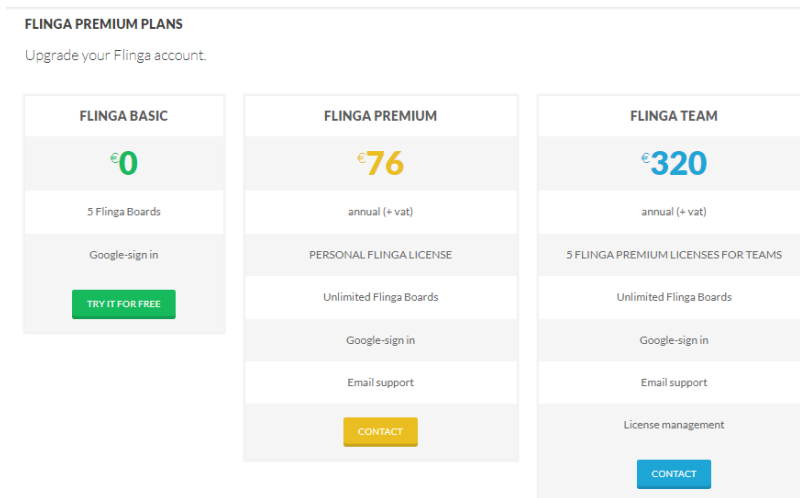 FLINGA PREMIUM PLANS
Upgrade your Flinga account.
FLINGA BASIC
€0
5 Flinga Boards
Google-sign in
TRY IT FOR FREE
FLINGA PREMIUM
€76
annual (+ vat)
PERSONAL FLINGA LICENSE
Unlimited Flinga Boards
Google-sign in
Email support
CONTACT
FLINGA TEAM
€320
annual (+ vat)
5 FLINGA PREMIUM LICENSES FOR TEAMS
Unlimited Flinga Boards
Google-sign in
Email support
License management
CONTACT